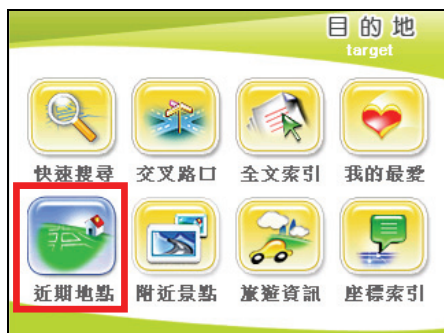 目的地
target
快速搜尋 交叉路口 全文索引 我的最愛
近期地點 附近景點 旅遊資訊 座標索引